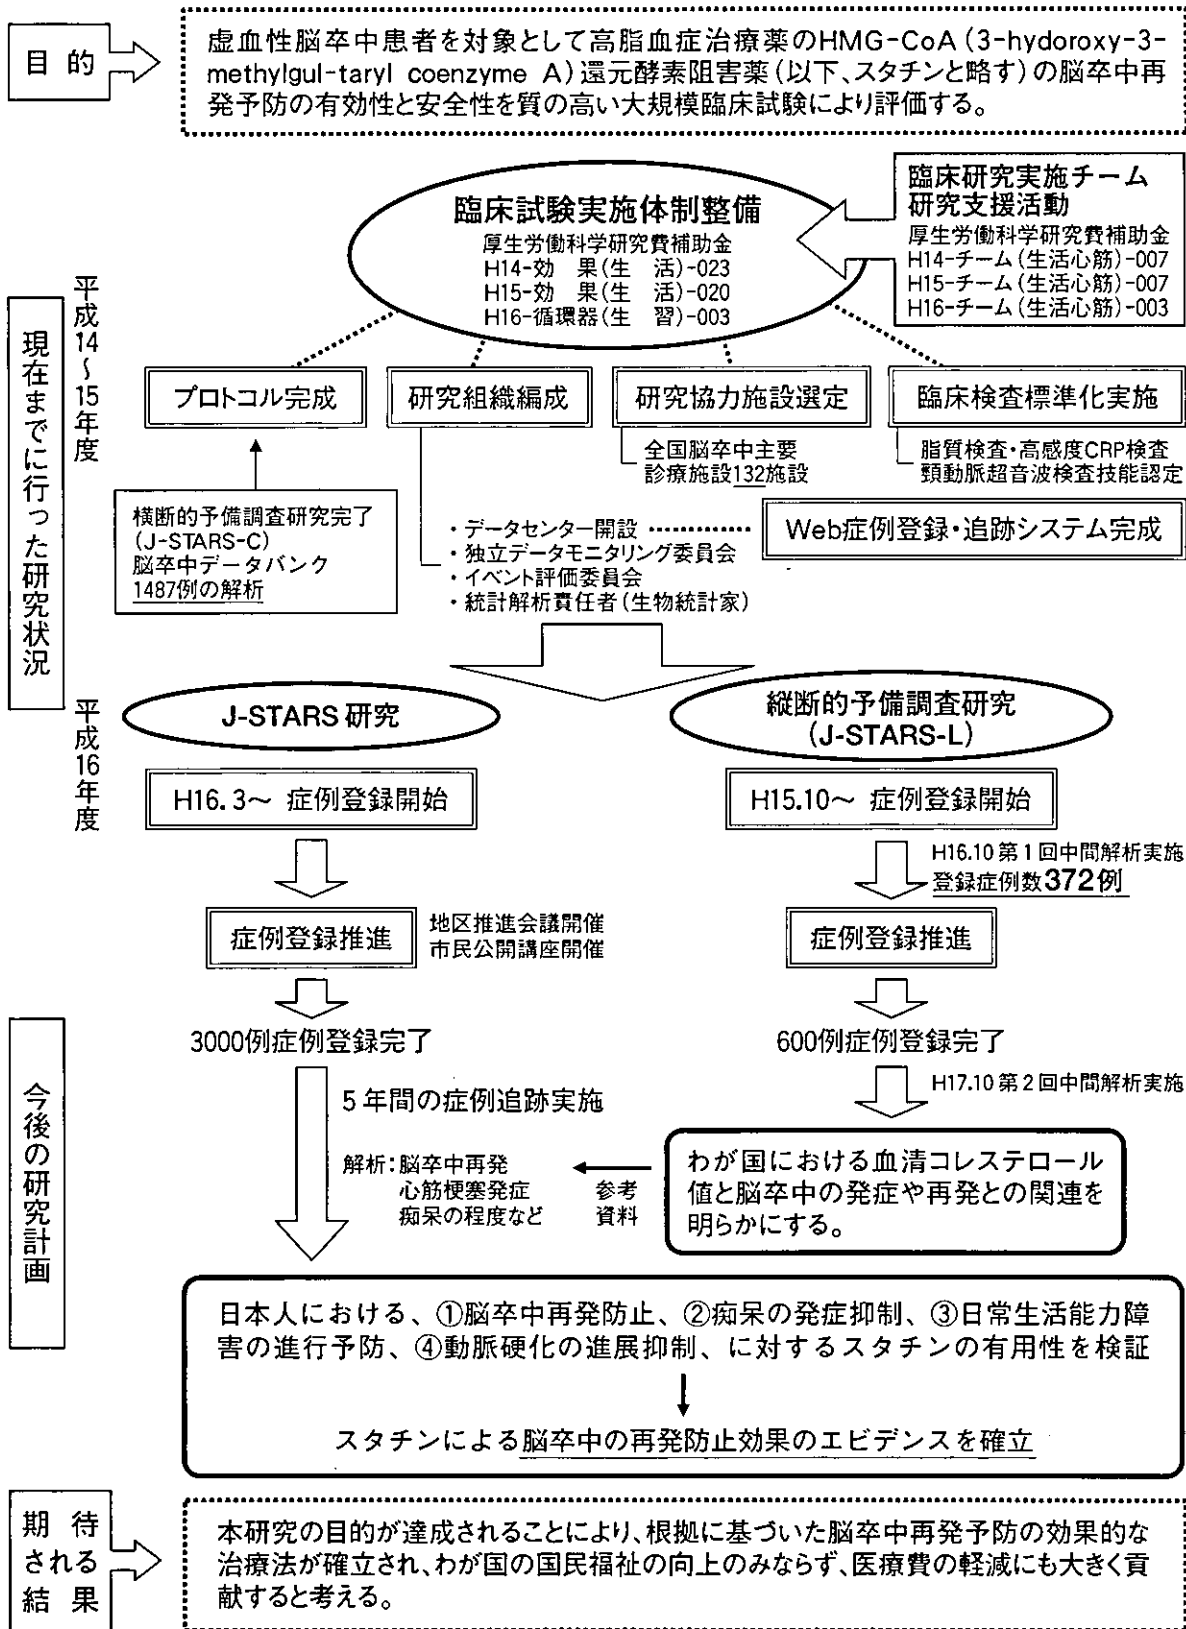 目的
虚血性脳卒中患者を対象として高脂血症治療薬のHMG-CoA(3-hydoroxy-3-
methylgul-taryl coenzyme A)還元酵素阻害薬(以下、スタチンと略す)の脳卒中再
発予防の有効性と安全性を質の高い大規模臨床試験により評価する。
臨床試験実施体制整備
厚生労働科学研究費補助金
H14-効 果(生 活)-023
H15-効 果(生 活)-020
H16-循環器(生 習)-003
臨床研究実施チーム
研究支援活動
厚生労働科学研究費補助金
H14-チーム(生活心筋)-007
H15-チーム(生活心筋)-007
H16-チーム(生活心筋)-003
現在までに行った研究状況
平成14~15年度
プロトコル完成
研究組織編成
研究協力施設選定
臨床検査標準化実施
全国脳卒中主要
診療施設132施設
脂質検査・高感度CRP検査
頸動脈超音波検査技能認定
横断的予備調査研究完了
(J-STARS-C)
脳卒中データバンク
1487例の解析
・データセンター開設
・独立データモニタリング委員会
・イベント評価委員会
・統計解析責任者(生物統計家)
Web症例登録・追跡システム完成
平成16年度
J-STARS 研究
縦断的予備調査研究
(J-STARS-L)
H16.3~ 症例登録開始
H15.10~ 症例登録開始
H16.10 第1回中間解析実施
登録症例数372例
症例登録推進
地区推進会議開催
市民公開講座開催
症例登録推進
今後の研究計画
3000例症例登録完了
600例症例登録完了
H17.10 第2回中間解析実施
5年間の症例追跡実施
解析:脳卒中再発
心筋梗塞発症
痴呆の程度など
参考
資料
わが国における血清コレステロール
値と脳卒中の発症や再発との関連を
明らかにする。
日本人における、①脳卒中再発防止、②痴呆の発症抑制、③日常生活能力障
害の進行予防、④動脈硬化の進展抑制、に対するスタチンの有用性を検証
スタチンによる脳卒中の再発防止効果のエビデンスを確立
期待
される
結果
本研究の目的が達成されることにより、根拠に基づいた脳卒中再発予防の効果的な
治療法が確立され、わが国の国民福祉の向上のみならず、医療費の軽減にも大きく貢
献すると考える。